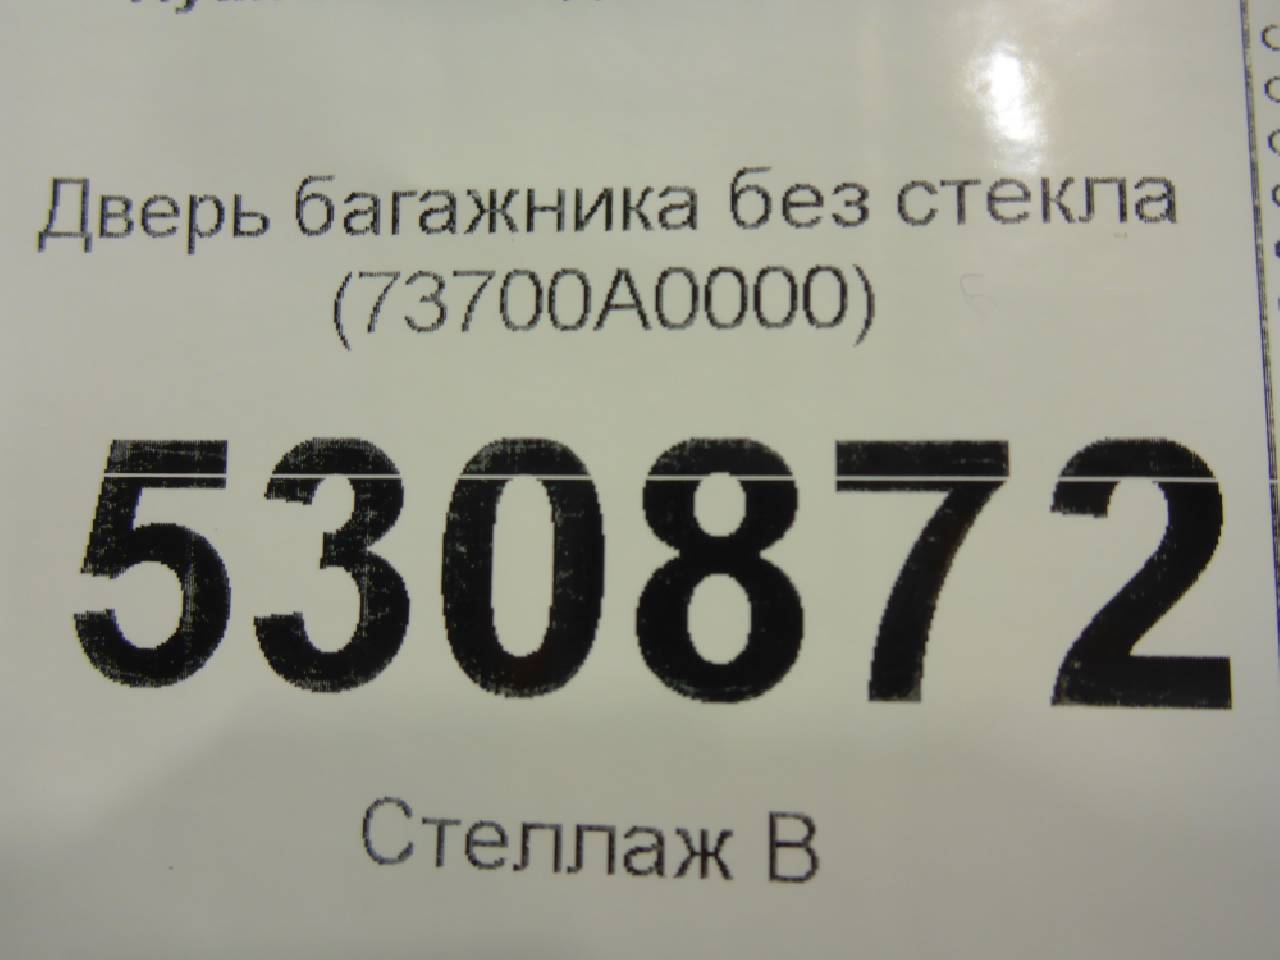 Дверь багажника без стекла
(73700A0000)
530872
Стеллаж В